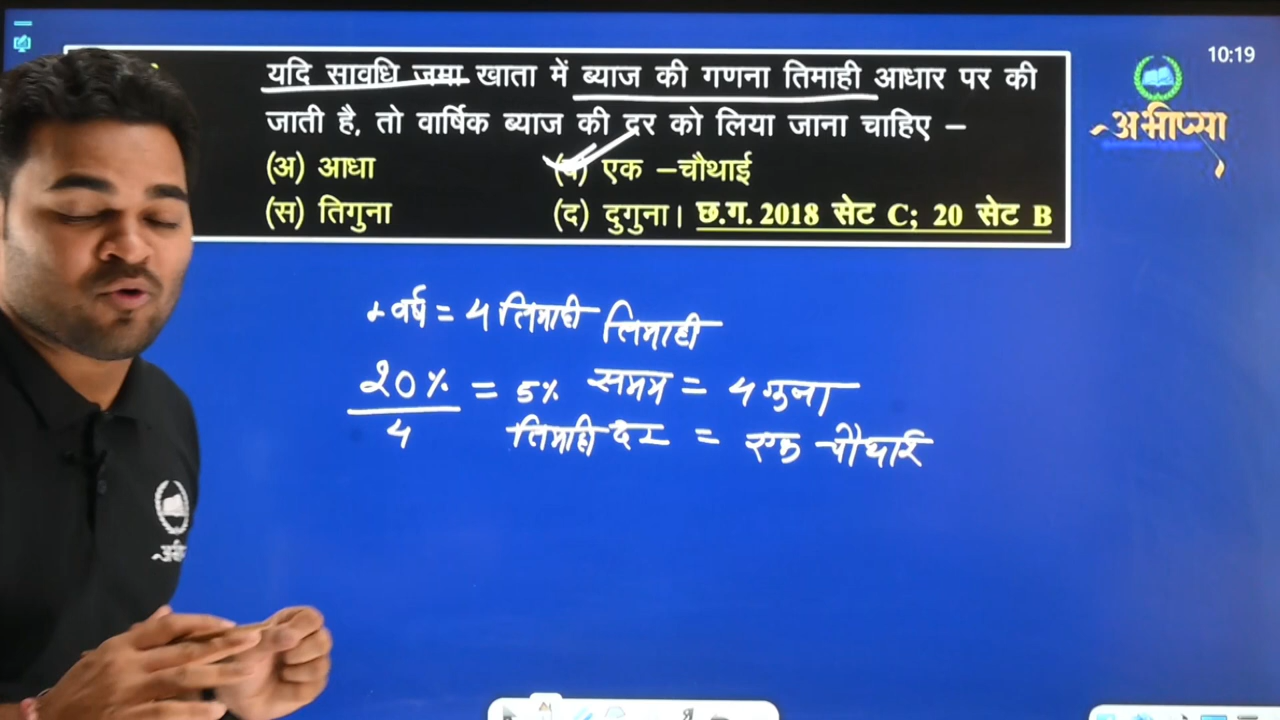 10:19
यदि सावधि जमा खाता में ब्याज की गणना तिमाही आधार पर की
जाती है, तो वार्षिक ब्याज की दर को लिया जाना चाहिए –
(अ) आधा (ब) एक –चौथाई
(स) तिगुना (द) दुगुना। छ.ग. 2018 सेट C; 20 सेट B
अभीप्सा
1 वर्ष = 4 तिमाही तिमाही
20% = 5% समय = 4 गुना
4 तिमाही दर = एक चौथाई